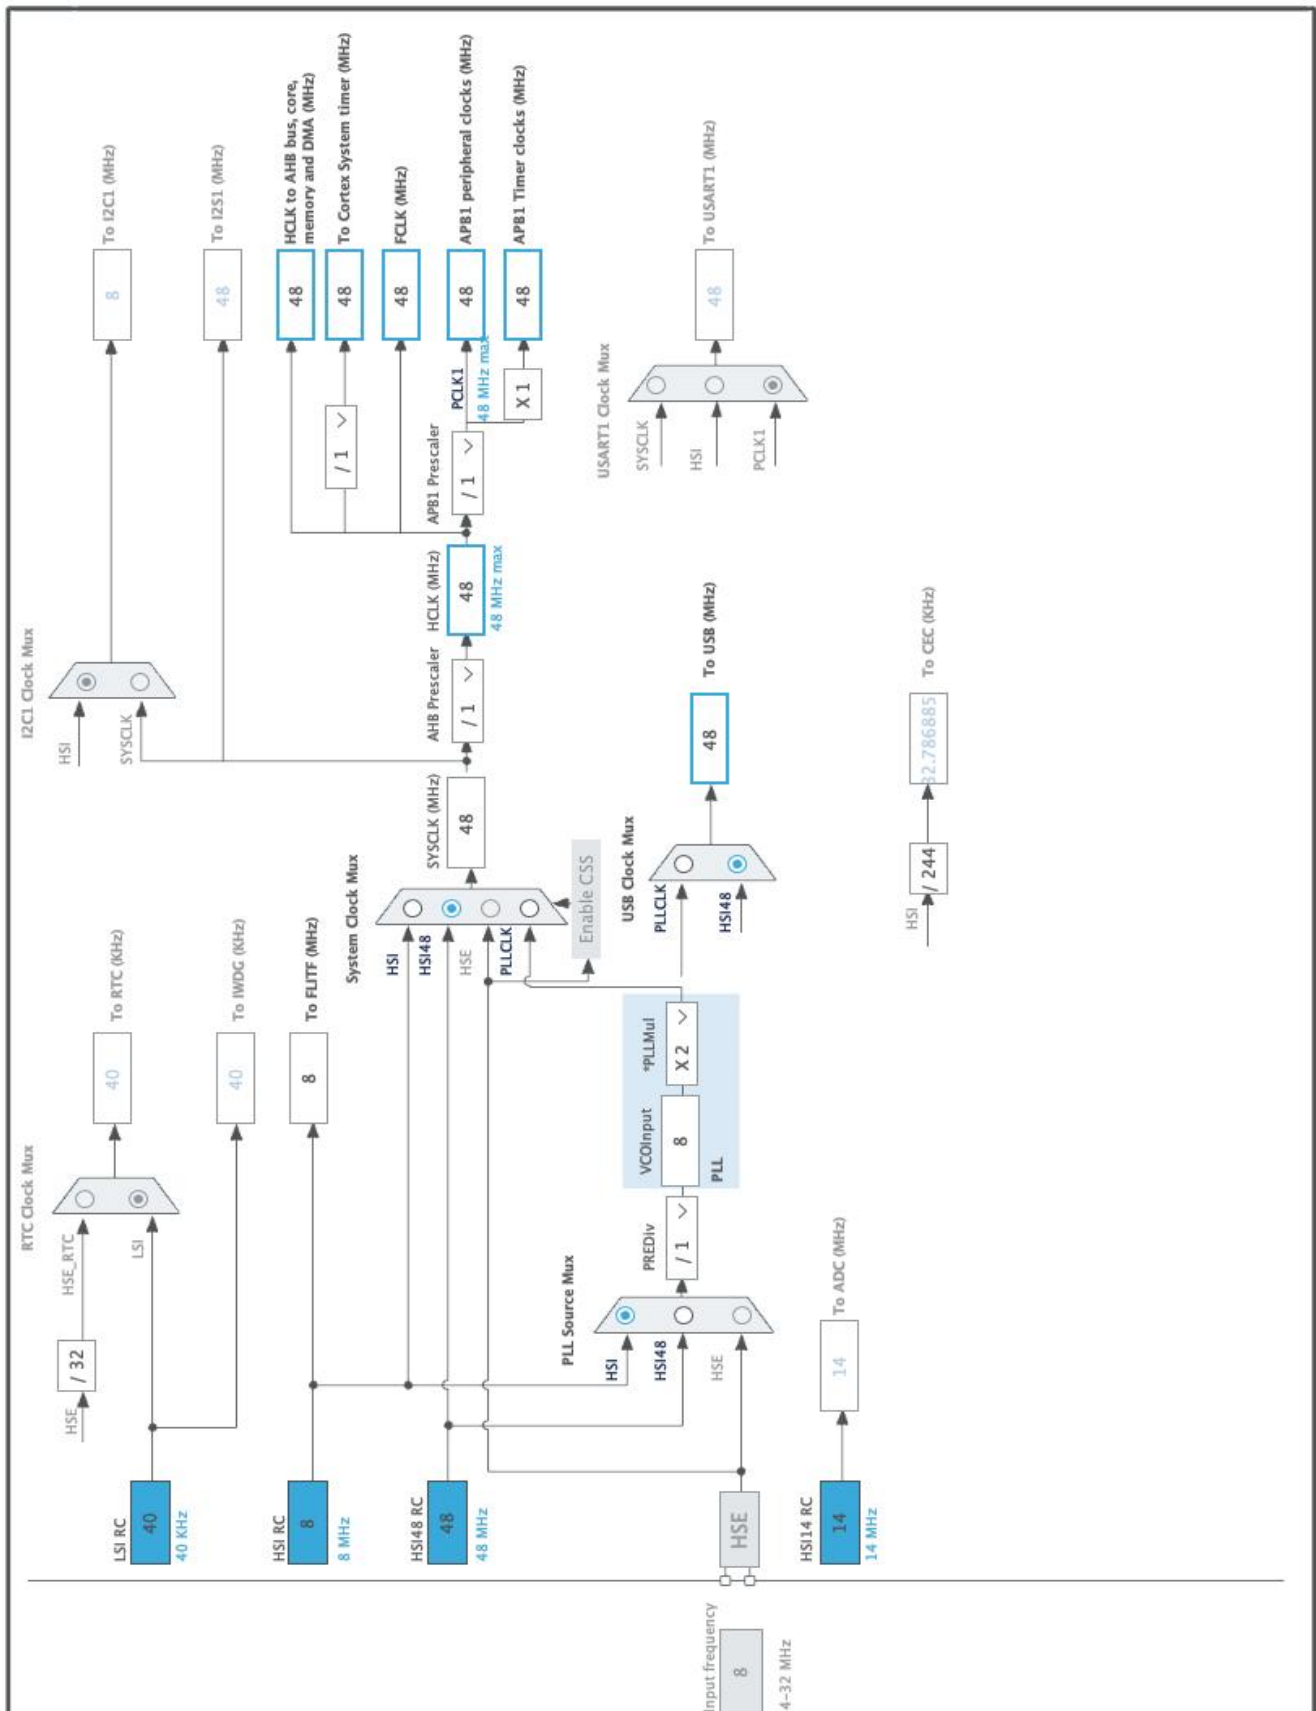 RTC Clock Mux
HSE
/ 32
HSE_RTC
LSI
40
To RTC (KHz)
LSI RC
40
40 KHz
40
To IWDG (KHz)
HSI RC
8
8 MHz
8
To FLITF (MHz)
HSI48 RC
48
48 MHz
I2C1 Clock Mux
HSI
SYSCLK
8
To I2C1 (MHz)
48
To I2S1 (MHz)
System Clock Mux
HSI
HSI48
HSE
PLLCLK
Enable CSS
SYSCLK (MHz)
48
AHB Prescaler
/ 1
HCLK (MHz)
48
48 MHz max
/ 1
APB1 Prescaler
/ 1
PCLK1
48 MHz max
X 1
48
HCLK to AHB bus, core,
memory and DMA (MHz)
48
To Cortex System timer (MHz)
48
FCLK (MHz)
48
APB1 peripheral clocks (MHz)
48
APB1 Timer clocks (MHz)
PLL Source Mux
HSI
HSI48
HSE
PREDiv
/ 1
VCOInput
8
*PLLMul
X 2
PLL
USB Clock Mux
PLLCLK
HSI48
48
To USB (MHz)
USART1 Clock Mux
SYSCLK
HSI
PCLK1
48
To USART1 (MHz)
Input frequency
8
4-32 MHz
HSE
HSI14 RC
14
14 MHz
14
To ADC (MHz)
HSI
/ 244
32.786885
To CEC (KHz)